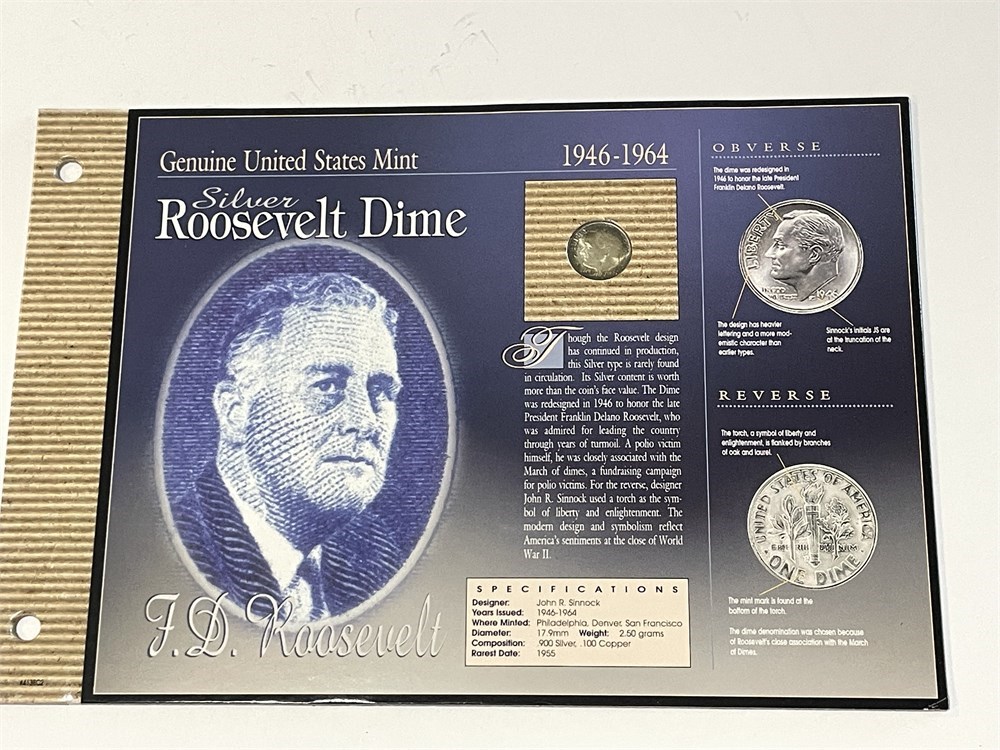 Genuine United States Mint
1946-1964
Silver
Roosevelt Dime
Though the Roosevelt design
has continued in production,
this Silver type is rarely found
in circulation. Its Silver content is worth
more than the coin's face value. The Dime
was redesigned in 1946 to honor the late
President Franklin Delano Roosevelt, who
was admired for leading the country
through years of turmoil. A polio victim
himself, he was closely associated with the
March of dimes, a fundraising campaign
for polio victims. For the reverse, designer
John R. Sinnock used a torch as the sym-
bol of liberty and enlightenment. The
modern design and symbolism reflect
America's sentiments at the close of World
War II.
SPECIFICATIONS
Designer: John R. Sinnock
Years Issued: 1946-1964
Where Minted: Philadelphia, Denver, San Francisco
Diameter: 17.9mm Weight: 2.50 grams
Composition: .900 Silver, .100 Copper
Rarest Date: 1955
F.D. Roosevelt
OBVERSE
The dime was redesigned in
1946 to honor the late President
Franklin Delano Roosevelt.
LIBERTY
The design has heavier
lettering and a more mod-
ernistic character than
earlier types.
Sinnock's initials JS are
at the truncation of the
neck.
REVERSE
The torch, a symbol of liberty and
enlightenment, is flanked by branches
of oak and laurel.
UNITED STATES OF AMERICA
ONE DIME
The mint mark is found at the
bottom of the torch.
The dime denomination was chosen because
of Roosevelt's close association with the March
of Dimes.